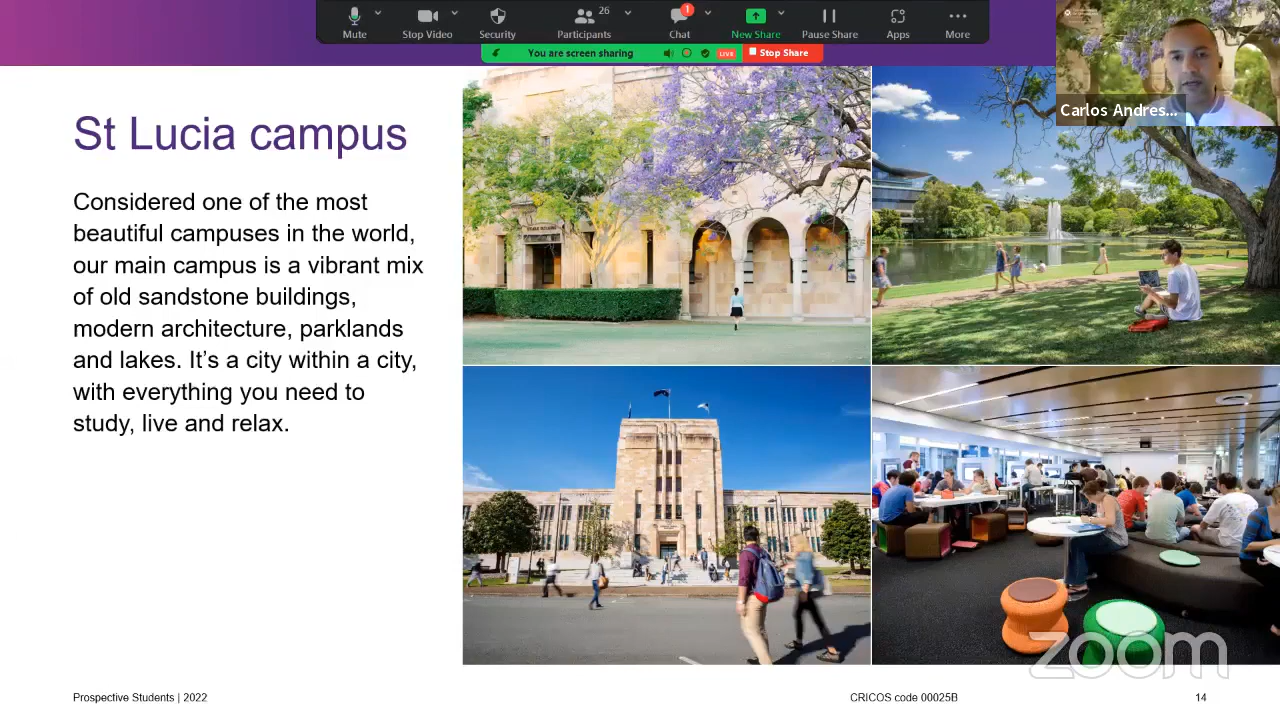 26
1
Mute
Stop Video
Security
Participants
Chat
New Share
Pause Share
Apps
More
You are screen sharing
LIVE
Stop Share
Carlos Andres...
St Lucia campus
Considered one of the most
beautiful campuses in the world,
our main campus is a vibrant mix
of old sandstone buildings,
modern architecture, parklands
and lakes. It’s a city within a city,
with everything you need to
study, live and relax.
zoom
Prospective Students | 2022
CRICOS code 00025B
14